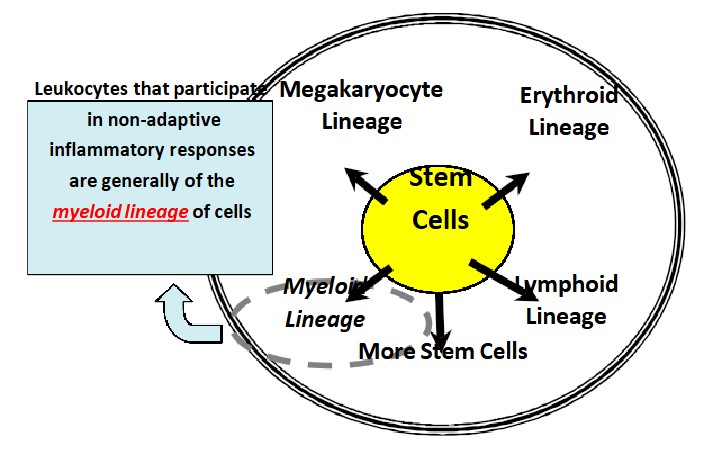 Leukocytes that participate
in non-adaptive
inflammatory responses
are generally of the
myeloid lineage of cells
Megakaryocyte
Lineage
Erythroid
Lineage
Stem
Cells
Myeloid
Lineage
Lymphoid
Lineage
More Stem Cells